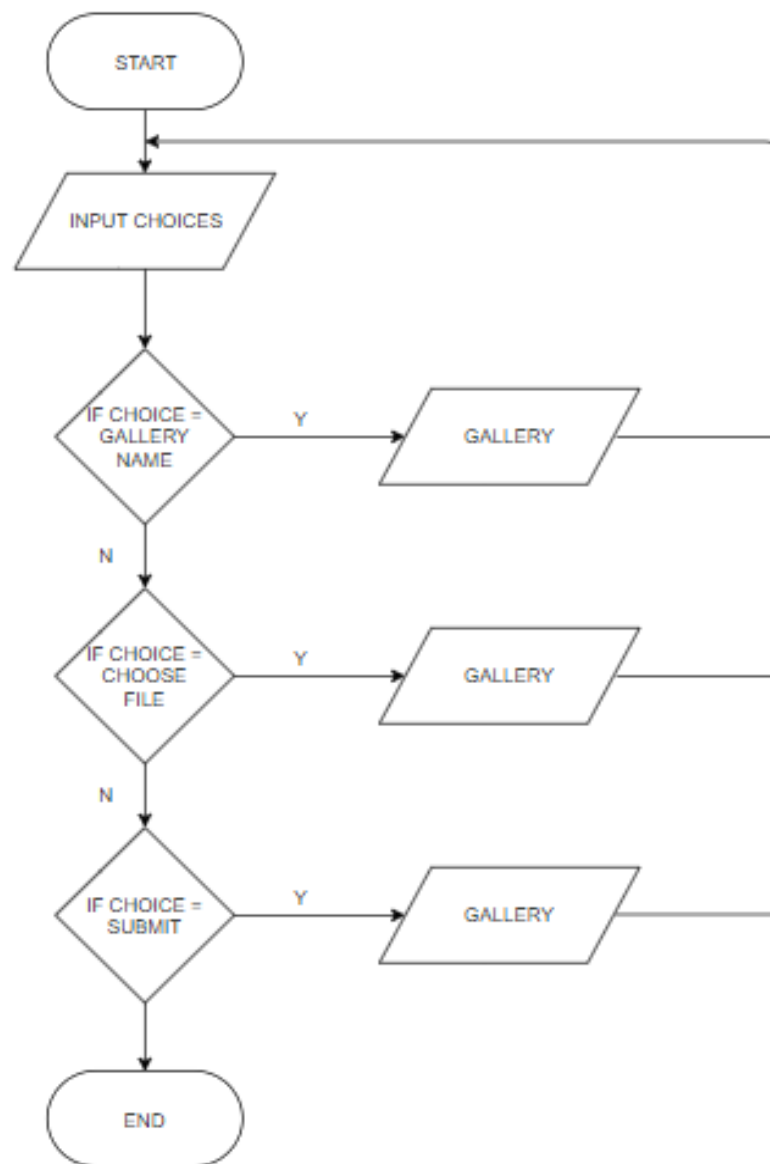 START
INPUT CHOICES
IF CHOICE =
GALLERY
NAME
Y
GALLERY
N
IF CHOICE =
CHOOSE
FILE
Y
GALLERY
N
IF CHOICE =
SUBMIT
Y
GALLERY
END